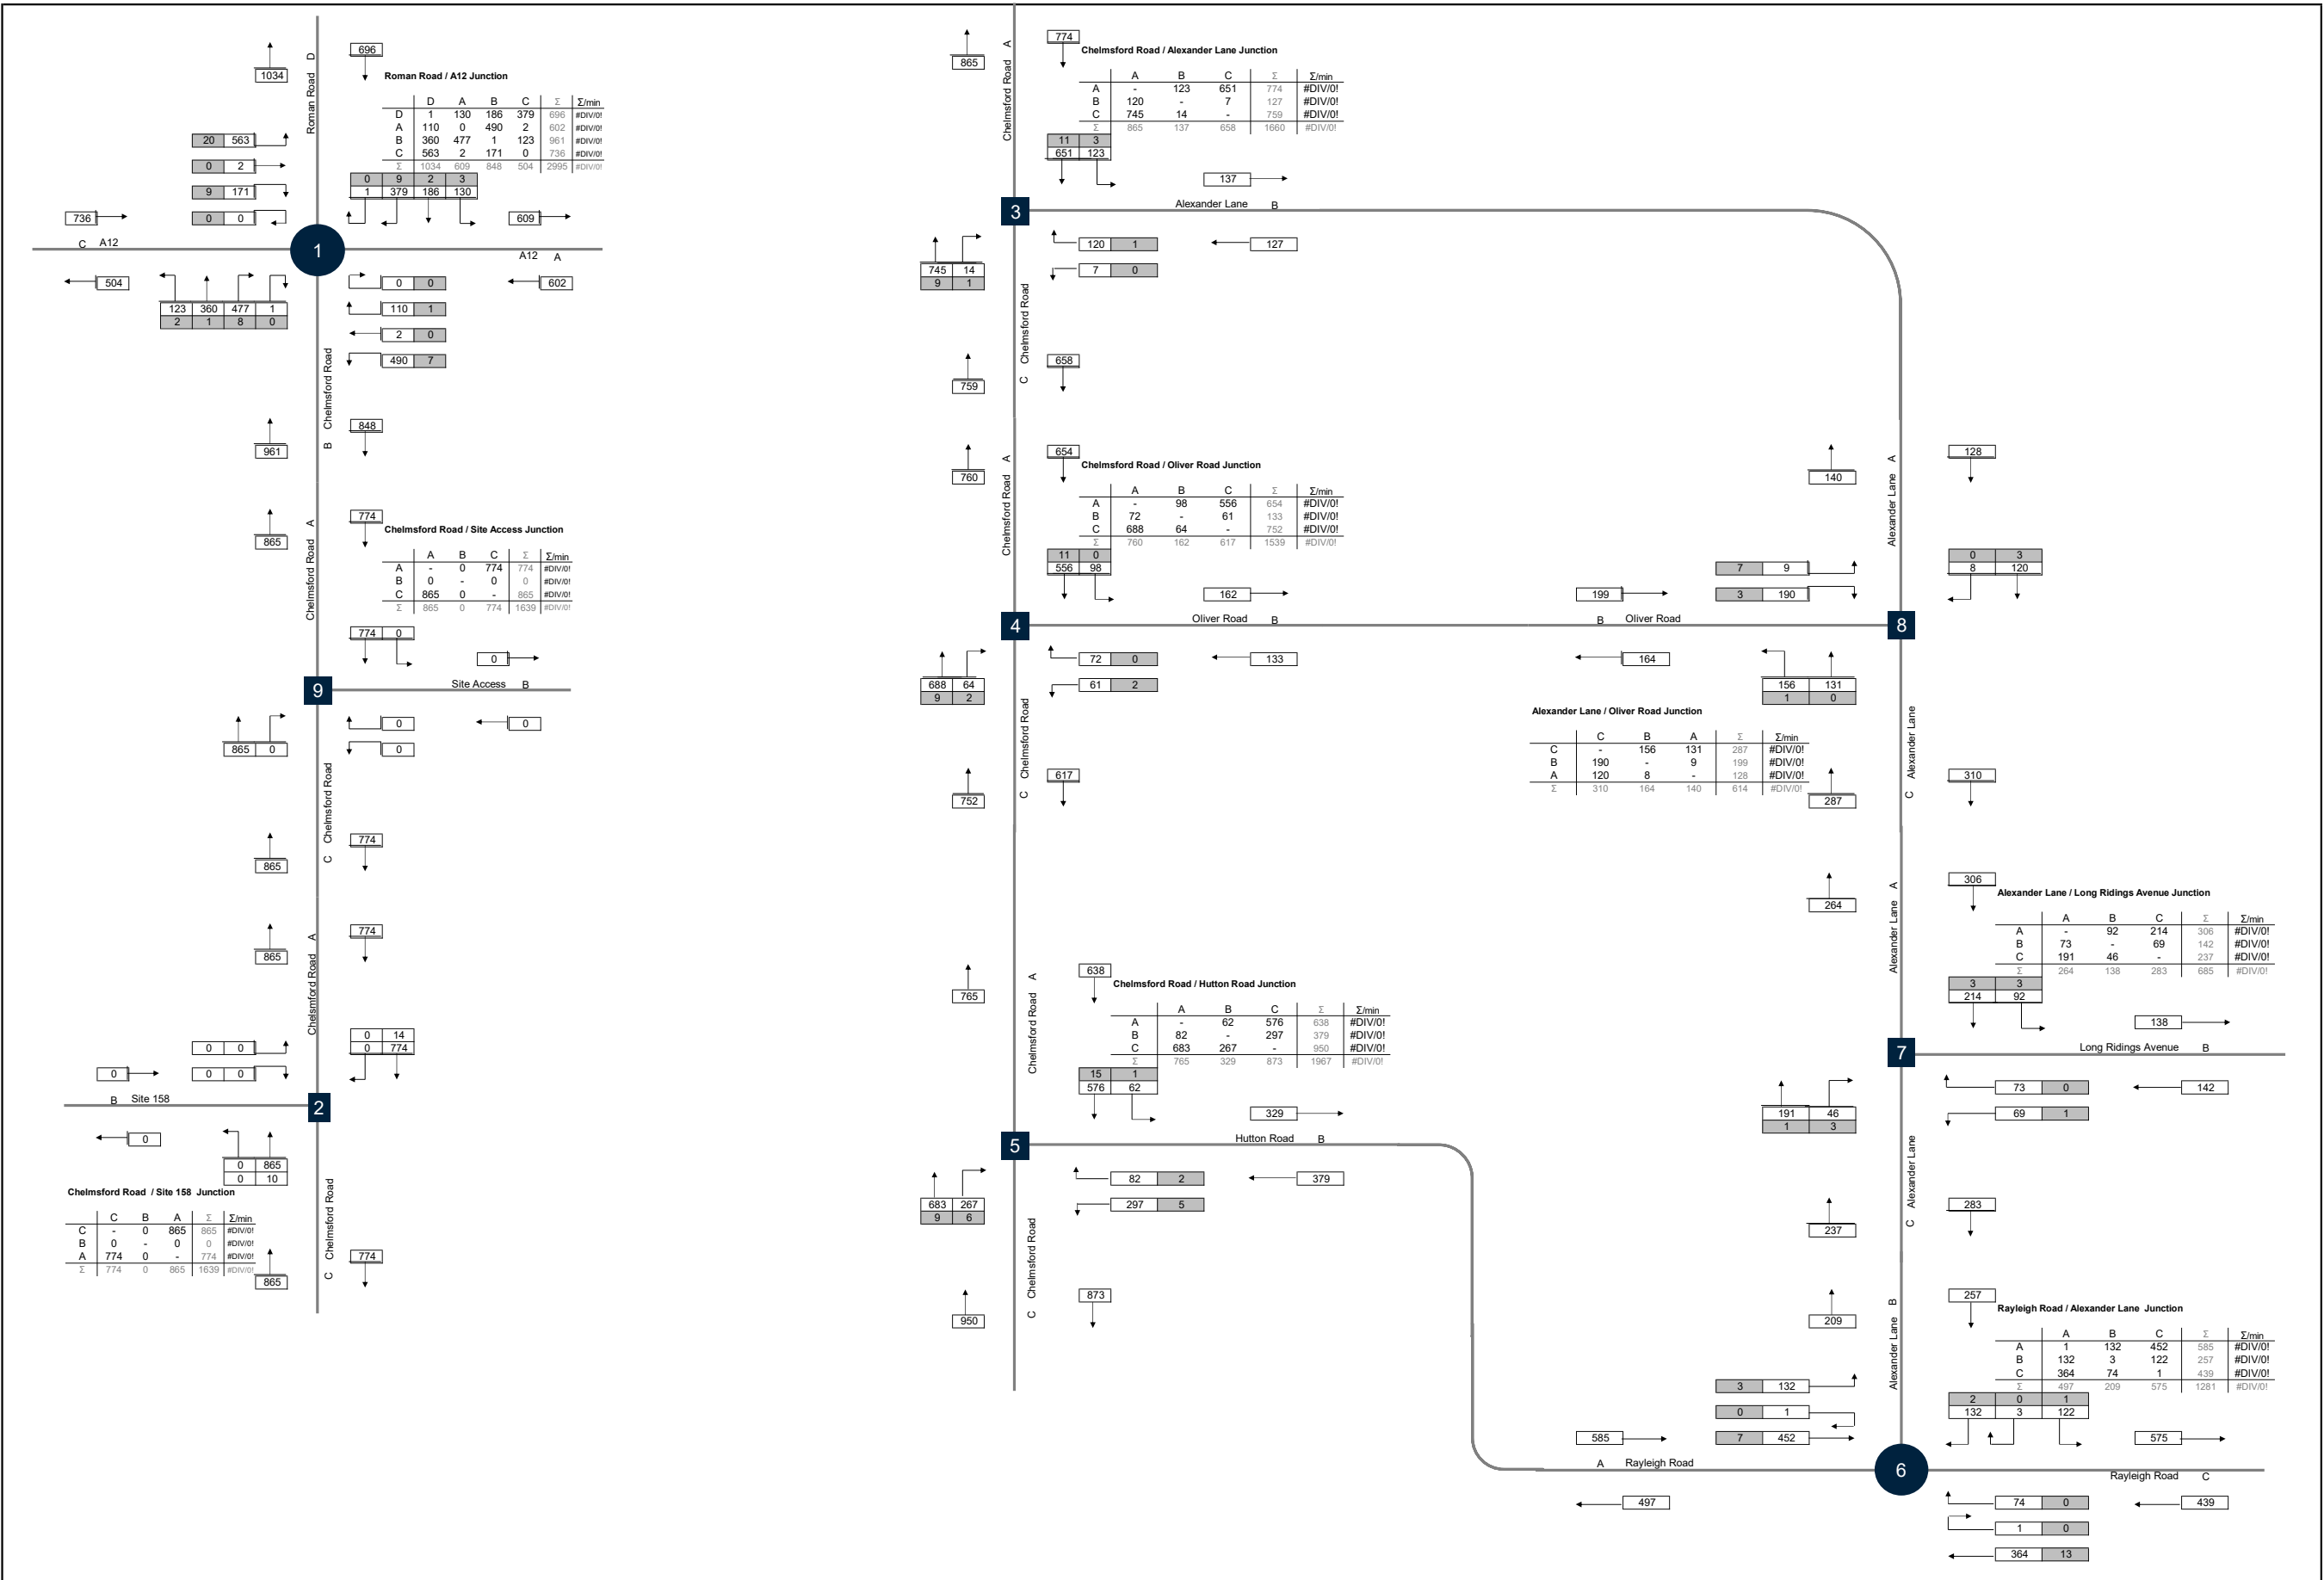 1034
Roman Road D
696
Roman Road / A12 Junction
D A B C Σ Σ/min
D 1 130 186 379 696 #DIV/0!
A 110 0 490 2 602 #DIV/0!
B 360 477 1 123 961 #DIV/0!
C 563 2 171 0 736 #DIV/0!
Σ 1034 609 848 504 2995 #DIV/0!
20 563
0 2
9 171
0 0
0 9 2 3
1 379 186 130
736
609
C A12
1
A12 A
504
123 360 477 1
2 1 8 0
0 0
110 1
2 0
490 7
602
B Chelmsford Road
961
848
865
Chelmsford Road A
774
Chelmsford Road / Site Access Junction
A B C Σ Σ/min
A - 0 774 774 #DIV/0!
B 0 - 0 0 #DIV/0!
C 865 0 - 865 #DIV/0!
Σ 865 0 774 1639 #DIV/0!
774 0
0
9
Site Access B
865 0
0
0
0
C Chelmsford Road
865
774
865
Chelsmford Road A
774
0 0
0 0
0
0 14
0 774
B Site 158
2
0
0 865
0 10
Chelmsford Road / Site 158 Junction
C B A Σ Σ/min
C - 0 865 865 #DIV/0!
B 0 - 0 0 #DIV/0!
A 774 0 - 774 #DIV/0!
Σ 774 0 865 1639 #DIV/0!
865
C Chelmsford Road
774
865
Chelmsford Road A
774
Chelmsford Road / Alexander Lane Junction
A B C Σ Σ/min
A - 123 651 774 #DIV/0!
B 120 - 7 127 #DIV/0!
C 745 14 - 759 #DIV/0!
Σ 865 137 658 1660 #DIV/0!
11 3
651 123
137
3
Alexander Lane B
745 14
9 1
120 1
7 0
127
C Chelmsford Road
759
658
760
Chelmsford Road A
654
Chelmsford Road / Oliver Road Junction
A B C Σ Σ/min
A - 98 556 654 #DIV/0!
B 72 - 61 133 #DIV/0!
C 688 64 - 752 #DIV/0!
Σ 760 162 617 1539 #DIV/0!
11 0
556 98
162
4
Oliver Road B
688 64
9 2
72 0
61 2
133
C Chelmsford Road
752
617
765
Chelmsford Road A
638
Chelmsford Road / Hutton Road Junction
A B C Σ Σ/min
A - 62 576 638 #DIV/0!
B 82 - 297 379 #DIV/0!
C 683 267 - 950 #DIV/0!
Σ 765 329 873 1967 #DIV/0!
15 1
576 62
329
5
Hutton Road B
683 267
9 6
82 2
297 5
379
C Chelmsford Road
950
873
140
Alexander Lane A
128
7 9
3 190
199
0 3
8 120
B Oliver Road
8
164
156 131
1 0
Alexander Lane / Oliver Road Junction
C B A Σ Σ/min
C - 156 131 287 #DIV/0!
B 190 - 9 199 #DIV/0!
A 120 8 - 128 #DIV/0!
Σ 310 164 140 614 #DIV/0!
287
C Alexander Lane
310
264
Alexander Lane A
306
Alexander Lane / Long Ridings Avenue Junction
A B C Σ Σ/min
A - 92 214 306 #DIV/0!
B 73 - 69 142 #DIV/0!
C 191 46 - 237 #DIV/0!
Σ 264 138 283 685 #DIV/0!
3 3
214 92
138
7
Long Ridings Avenue B
191 46
1 3
73 0
69 1
142
C Alexander Lane
237
283
209
Alexander Lane B
257
Rayleigh Road / Alexander Lane Junction
A B C Σ Σ/min
A 1 132 452 585 #DIV/0!
B 132 3 122 257 #DIV/0!
C 364 74 1 439 #DIV/0!
Σ 497 209 575 1281 #DIV/0!
3 132
0 1
7 452
2 0 1
132 3 122
585
575
A Rayleigh Road
6
Rayleigh Road C
497
74 0
1 0
364 13
439